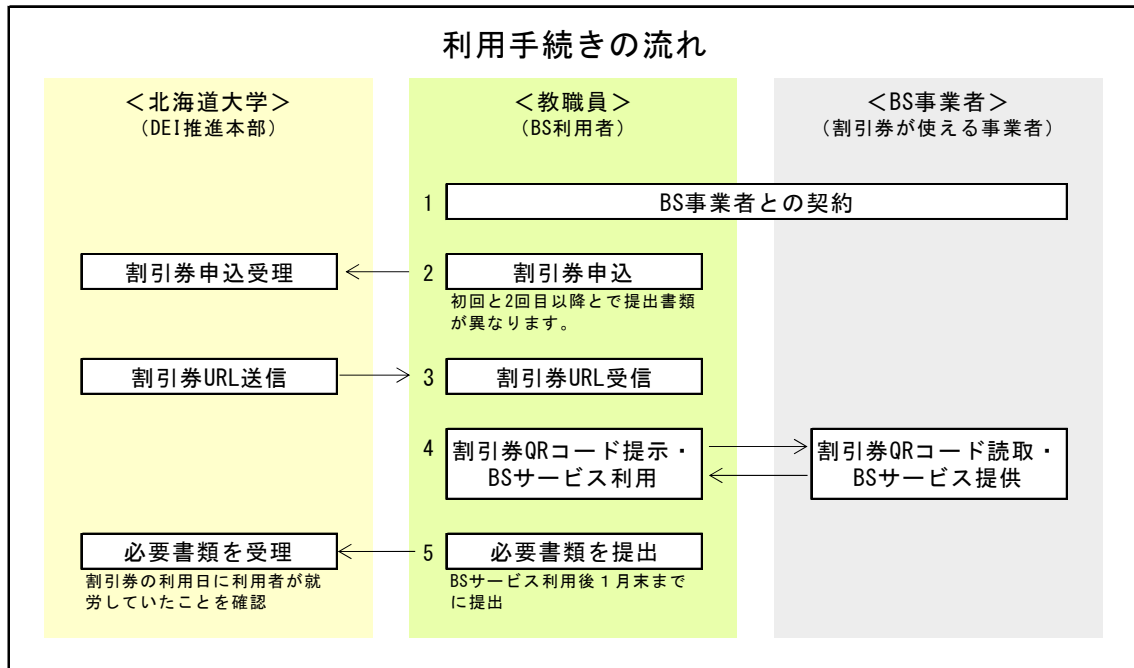 利用手続きの流れ
＜北海道大学＞
（DEI推進本部）
＜教職員＞
（BS利用者）
＜BS事業者＞
（割引券が使える事業者）
1
BS事業者との契約
割引券申込受理
2
割引券申込
初回と2回目以降とで提出書類
が異なります。
割引券URL送信
3
割引券URL受信
4
割引券QRコード提示・
BSサービス利用
割引券QRコード読取・
BSサービス提供
必要書類を受理
割引券の利用日に利用者が就
労していたことを確認
5
必要書類を提出
BSサービス利用後１月末まで
に提出